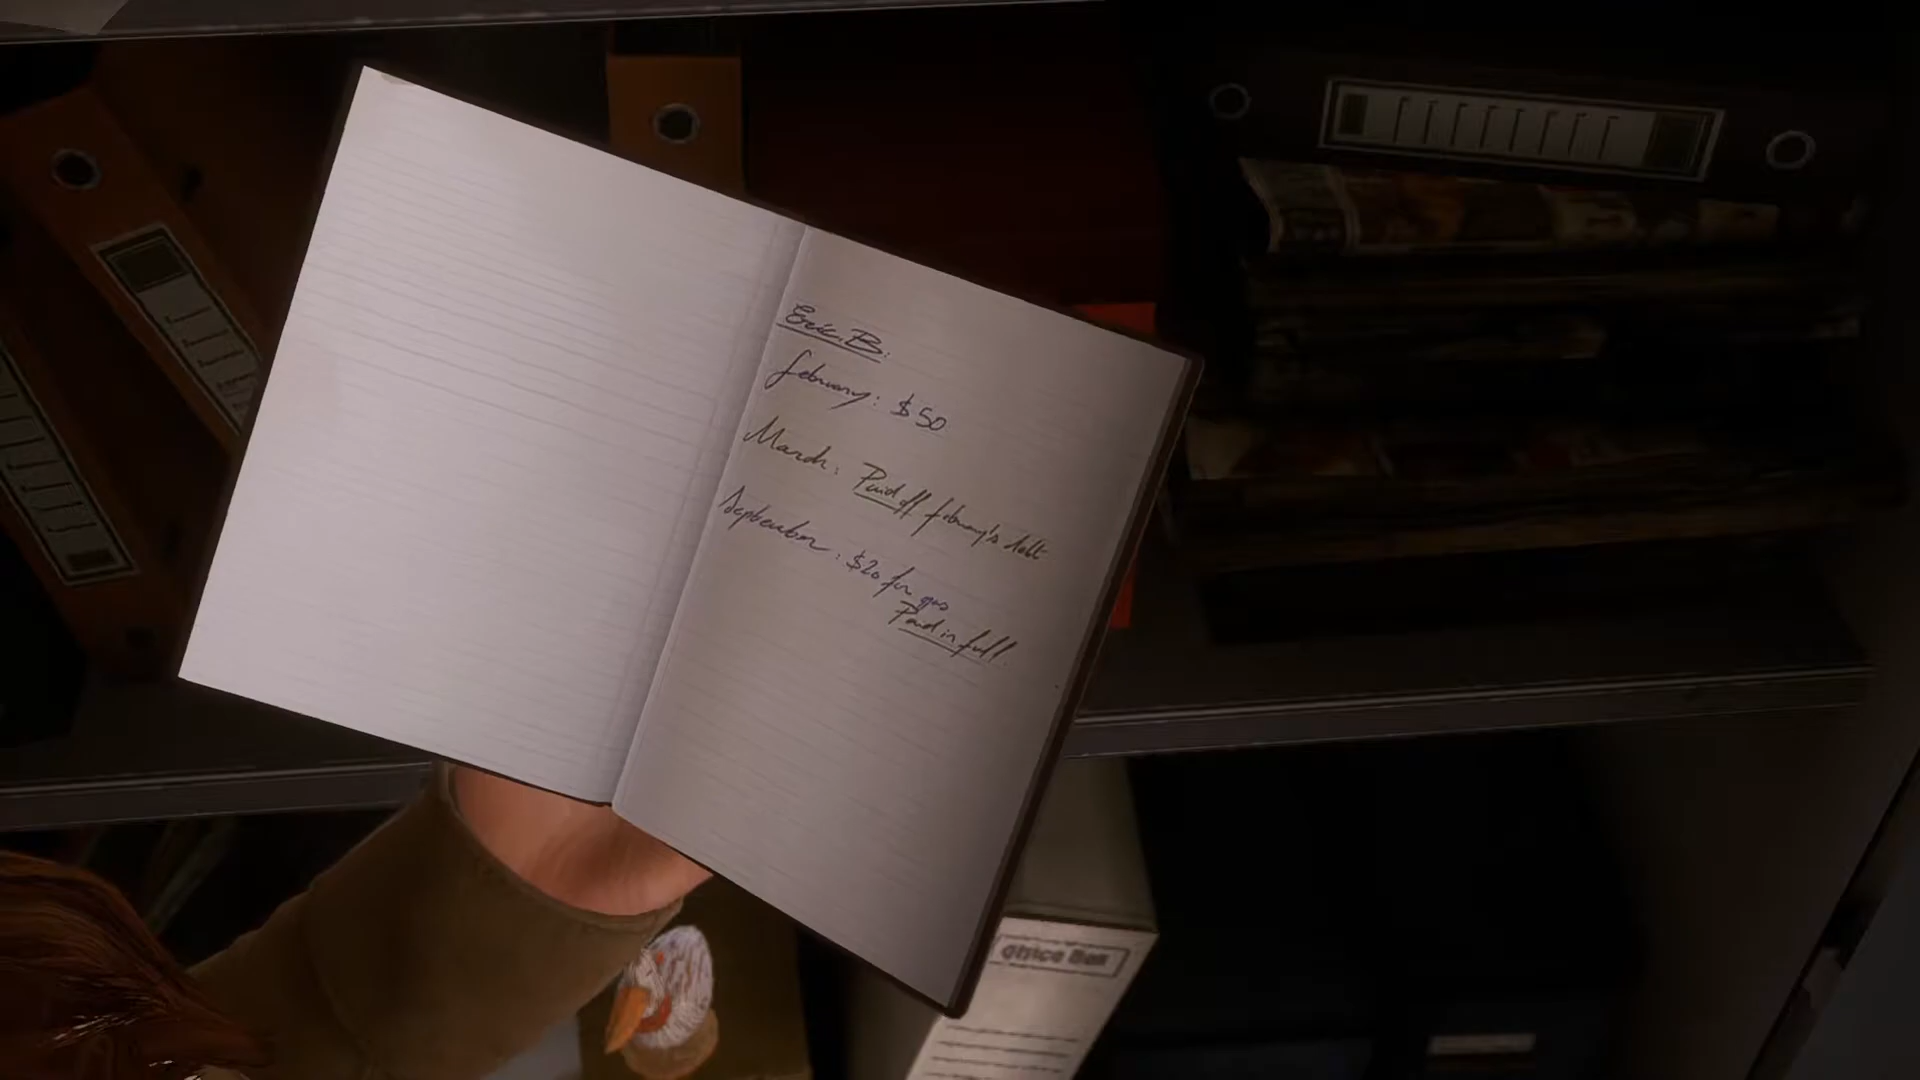 Eric. B:
february: $50
March: Paid off february's debt
September: $20 for gas
Paid in full.
Office Box